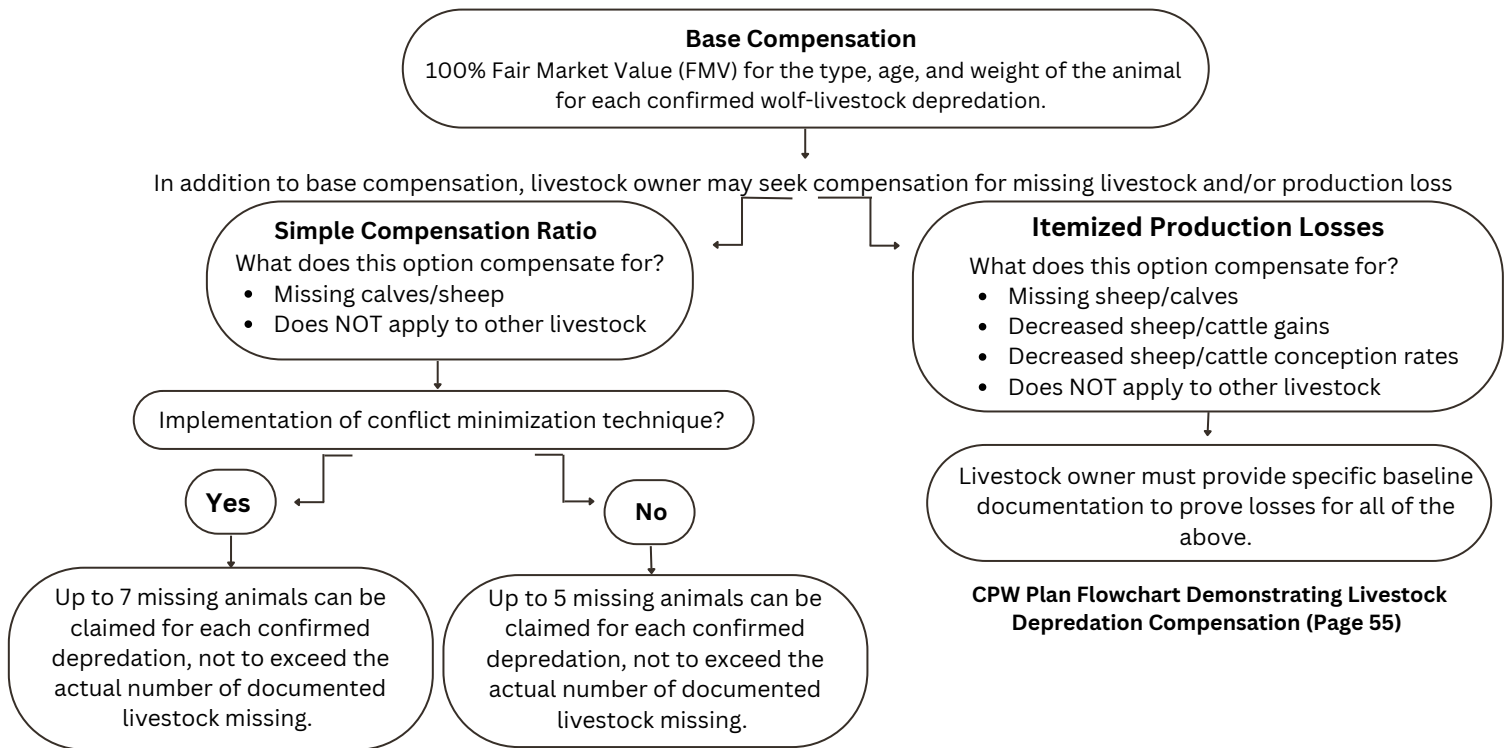 Base Compensation
100% Fair Market Value (FMV) for the type, age, and weight of the animal
for each confirmed wolf-livestock depredation.
In addition to base compensation, livestock owner may seek compensation for missing livestock and/or production loss
Simple Compensation Ratio
What does this option compensate for?
• Missing calves/sheep
• Does NOT apply to other livestock
Itemized Production Losses
What does this option compensate for?
• Missing sheep/calves
• Decreased sheep/cattle gains
• Decreased sheep/cattle conception rates
• Does NOT apply to other livestock
Implementation of conflict minimization technique?
Livestock owner must provide specific baseline
documentation to prove losses for all of the
above.
Yes
No
Up to 7 missing animals can be
claimed for each confirmed
depredation, not to exceed the
actual number of documented
livestock missing.
Up to 5 missing animals can be
claimed for each confirmed
depredation, not to exceed the
actual number of documented
livestock missing.
CPW Plan Flowchart Demonstrating Livestock
Depredation Compensation (Page 55)